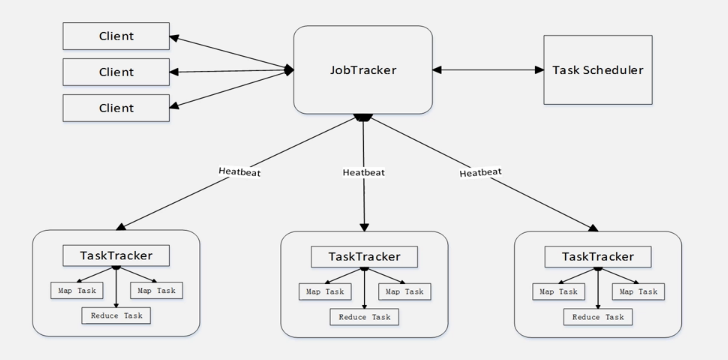 Client
Client
Client
JobTracker
Task Scheduler
Heatbeat
Heatbeat
Heatbeat
TaskTracker
Map Task
Map Task
Reduce Task
TaskTracker
Map Task
Map Task
Reduce Task
TaskTracker
Map Task
Map Task
Reduce Task